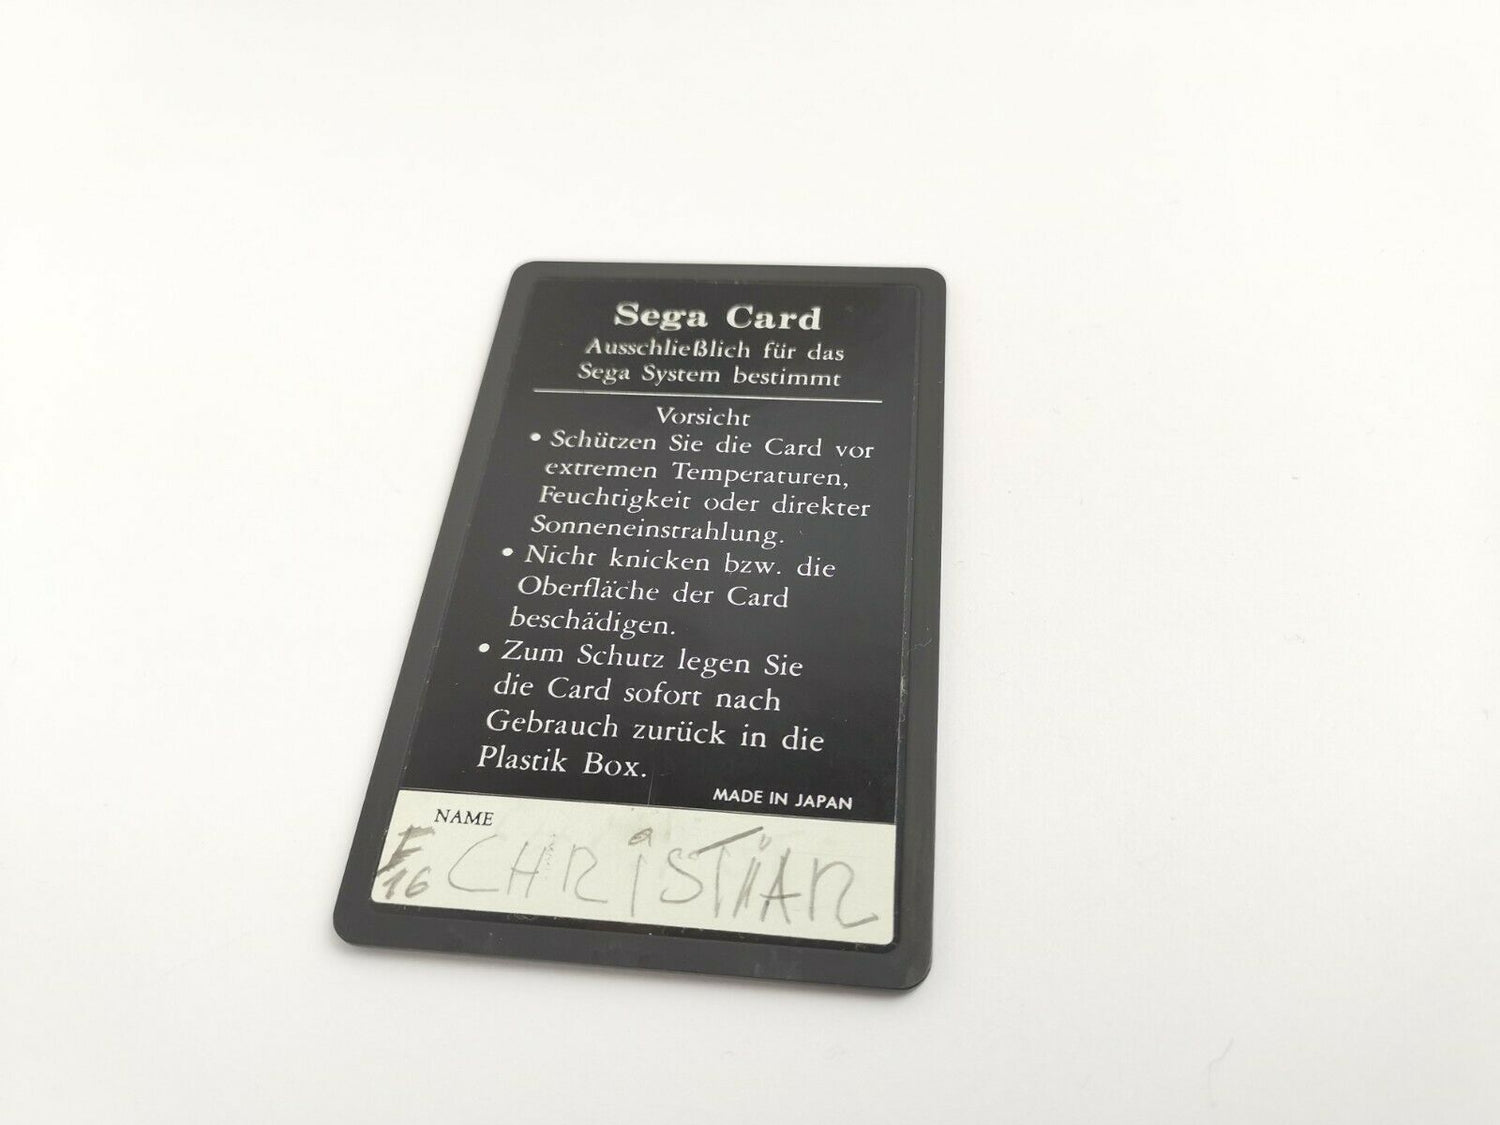 Sega Card
Ausschließlich für das
Sega System bestimmt
Vorsicht
• Schützen Sie die Card vor
extremen Temperaturen,
Feuchtigkeit oder direkter
Sonneneinstrahlung.
• Nicht knicken bzw. die
Oberfläche der Card
beschädigen.
• Zum Schutz legen Sie
die Card sofort nach
Gebrauch zurück in die
Plastik Box.
MADE IN JAPAN
NAME
F
16 CHRiSTiAN